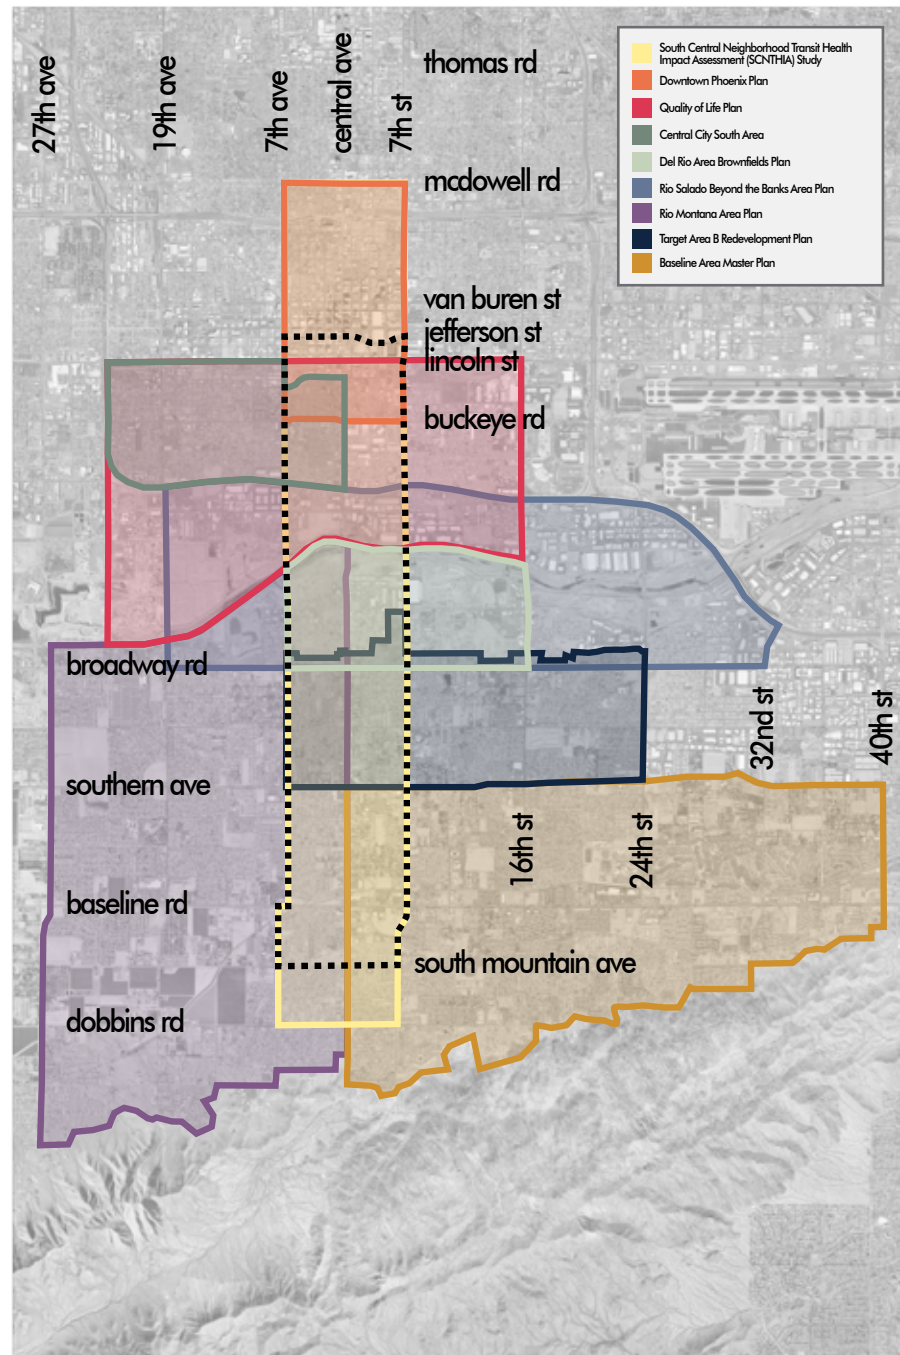 27th ave
19th ave
7th ave
central ave
7th st
thomas rd
mcdowell rd
van buren st
jefferson st
lincoln st
buckeye rd
South Central Neighborhood Transit Health
Impact Assessment (SCNTHIA) Study
Downtown Phoenix Plan
Quality of Life Plan
Central City South Area
Del Rio Area Brownfields Plan
Rio Salado Beyond the Banks Area Plan
Rio Montana Area Plan
Target Area B Redevelopment Plan
Baseline Area Master Plan
broadway rd
southern ave
baseline rd
dobbins rd
south mountain ave
16th st
24th st
32nd st
40th st